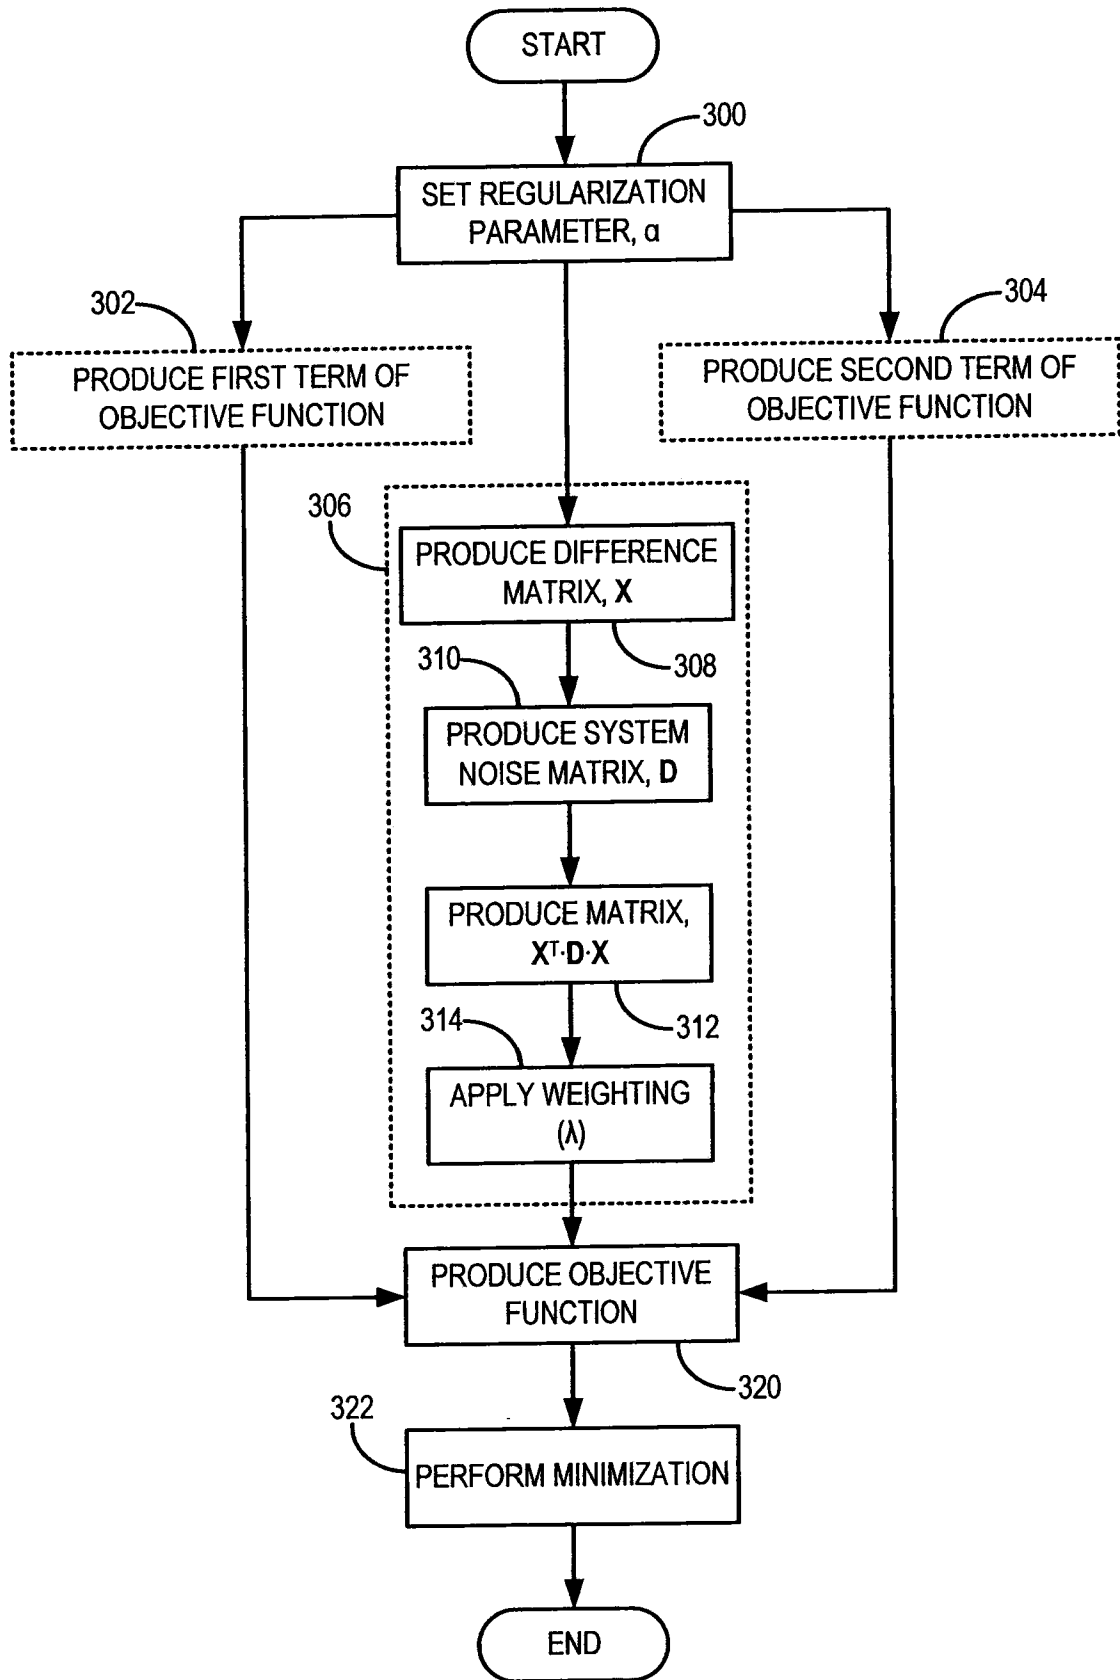 START
300
SET REGULARIZATION
PARAMETER, α
302
304
PRODUCE FIRST TERM OF
OBJECTIVE FUNCTION
PRODUCE SECOND TERM OF
OBJECTIVE FUNCTION
306
PRODUCE DIFFERENCE
MATRIX, X
308
310
PRODUCE SYSTEM
NOISE MATRIX, D
PRODUCE MATRIX,
Xᵀ·D·X
312
314
APPLY WEIGHTING
(λ)
PRODUCE OBJECTIVE
FUNCTION
320
322
PERFORM MINIMIZATION
END